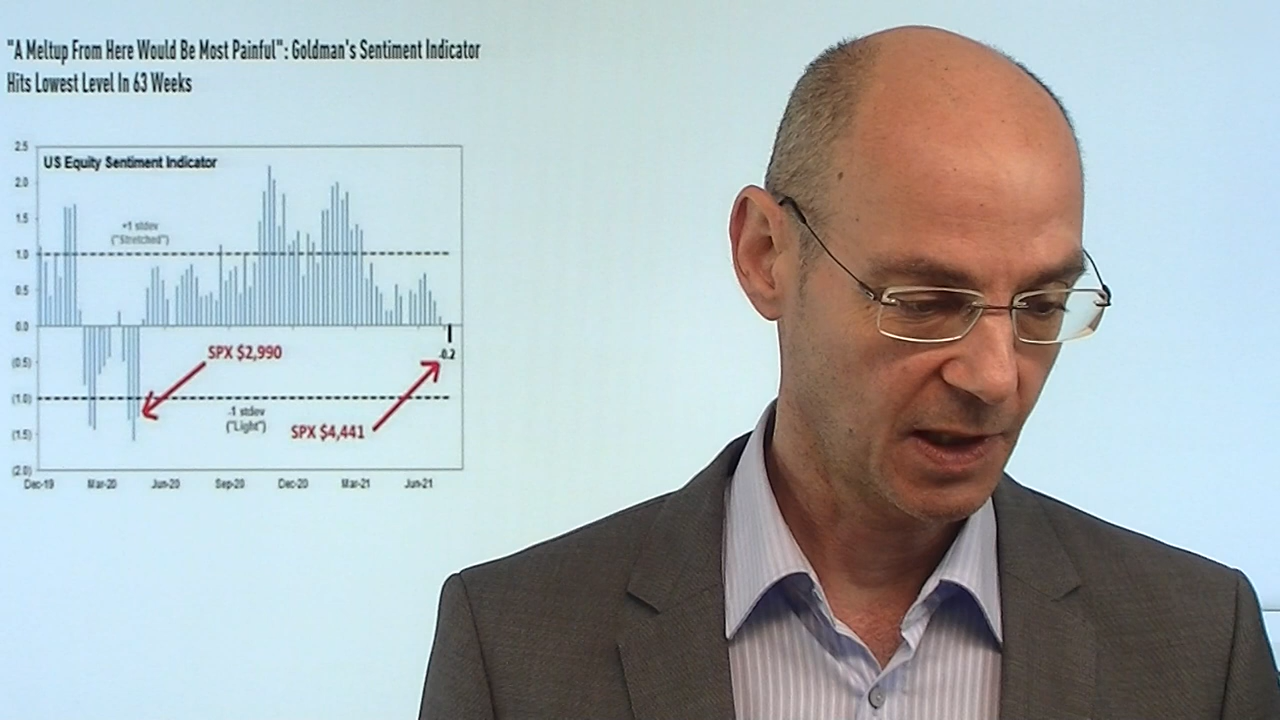 "A Meltup From Here Would Be Most Painful": Goldman's Sentiment Indicator
Hits Lowest Level In 63 Weeks
US Equity Sentiment Indicator
2.5
2.0
1.5
+1 stdev
("Stretched")
1.0
0.5
0.0
SPX $2,990
-0.2
(0.5)
(1.0)
-1 stdev
("Light")
SPX $4,441
(1.5)
(2.0)
Dec-19 Mar-20 Jun-20 Sep-20 Dec-20 Mar-21 Jun-21